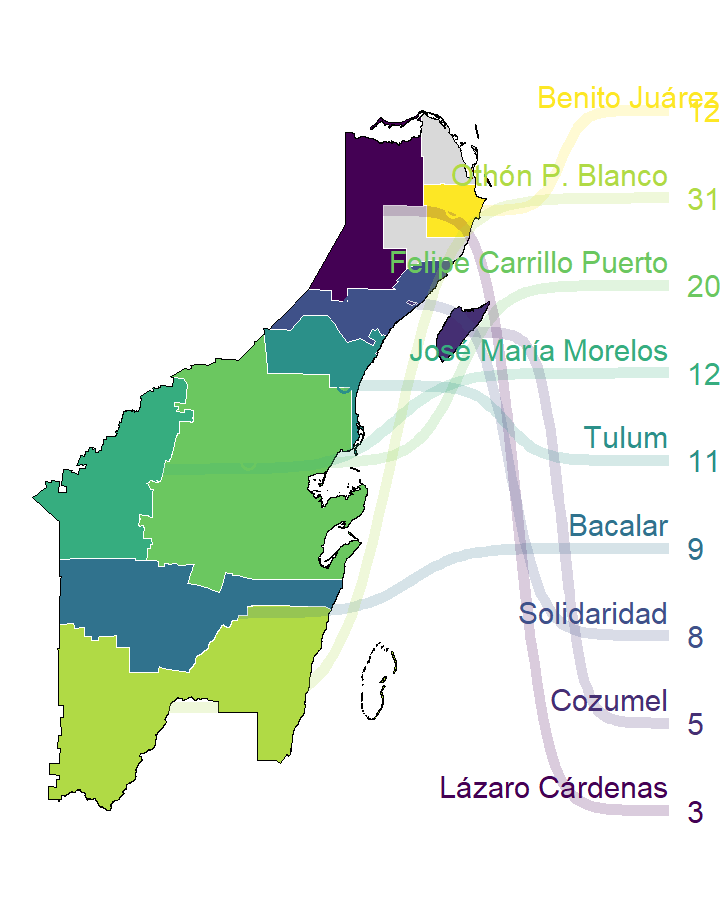 Benito Juárez
12
Othón P. Blanco
31
Felipe Carrillo Puerto
20
José María Morelos
12
Tulum
11
Bacalar
9
Solidaridad
8
Cozumel
5
Lázaro Cárdenas
3